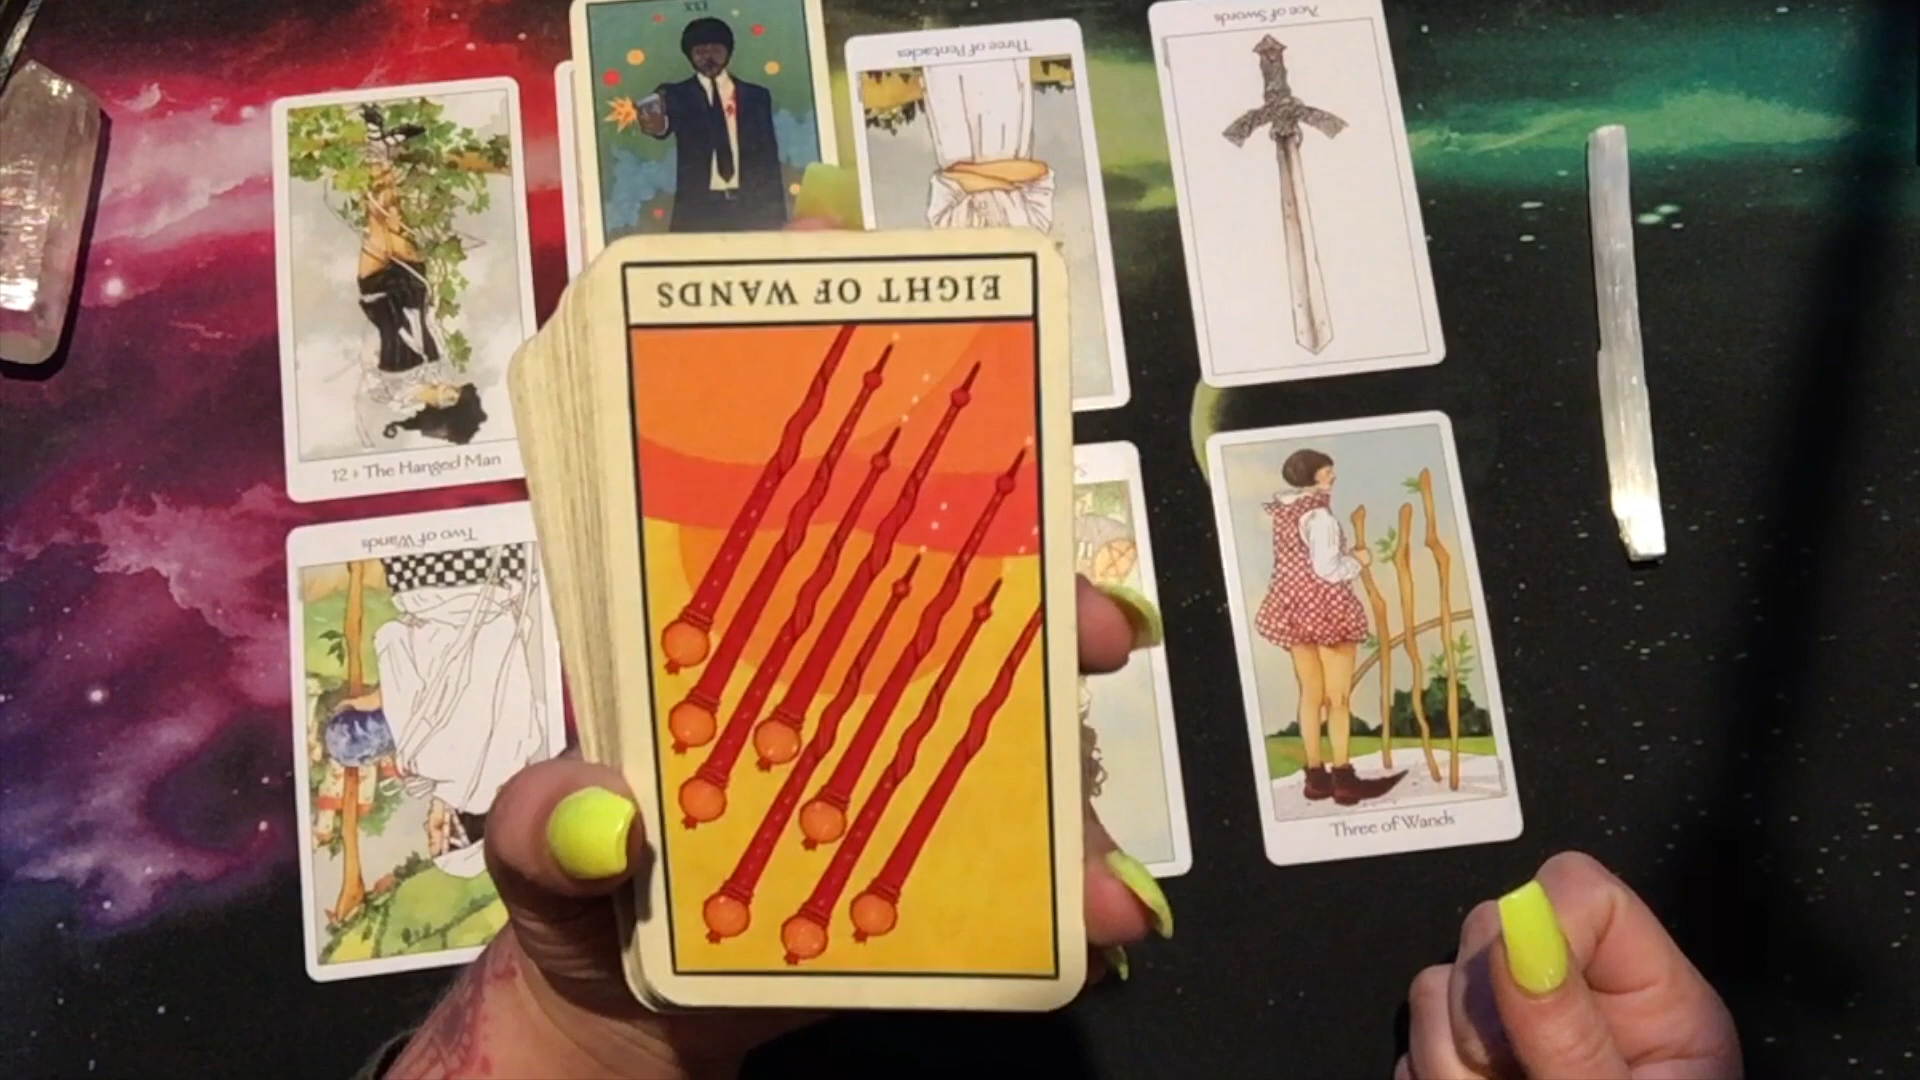 Ace of Swords
Three of Pentacles
12 + The Hanged Man
EIGHT OF WANDS
Two of Wands
Three of Wands